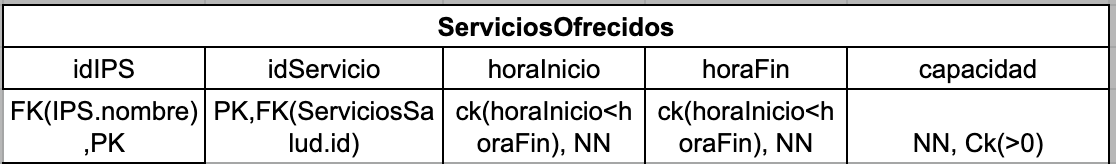 ServiciosOfrecidos
idIPS idServicio horaInicio horaFin capacidad
FK(IPS.nombre) PK,FK(ServiciosSa ck(horaInicio<h ck(horaInicio<h
,PK lud.id) oraFin), NN oraFin), NN NN, Ck(>0)